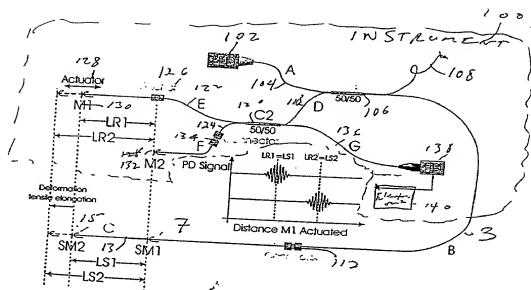 INSTRUMENT
100
102
A
104
108
128
Actuator
126
M1
130
122
E
120
C2
50/50
D
50/50
106
LR1
LR2
124
134
F
M2
132
PD Signal
LR1=LS1
LR2=LS2
136
G
138
140
Distance M1 Actuated
Deformation
tensile elongation
15
C
13
7
SM2
SM1
LS1
LS2
112
3
B